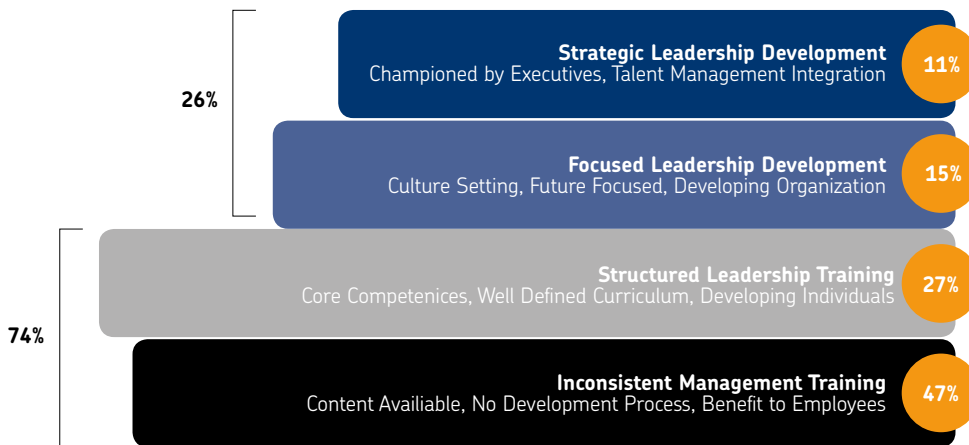 Strategic Leadership Development
Championed by Executives, Talent Management Integration
11%
26%
Focused Leadership Development
Culture Setting, Future Focused, Developing Organization
15%
Structured Leadership Training
Core Competenices, Well Defined Curriculum, Developing Individuals
27%
74%
Inconsistent Management Training
Content Availiable, No Development Process, Benefit to Employees
47%